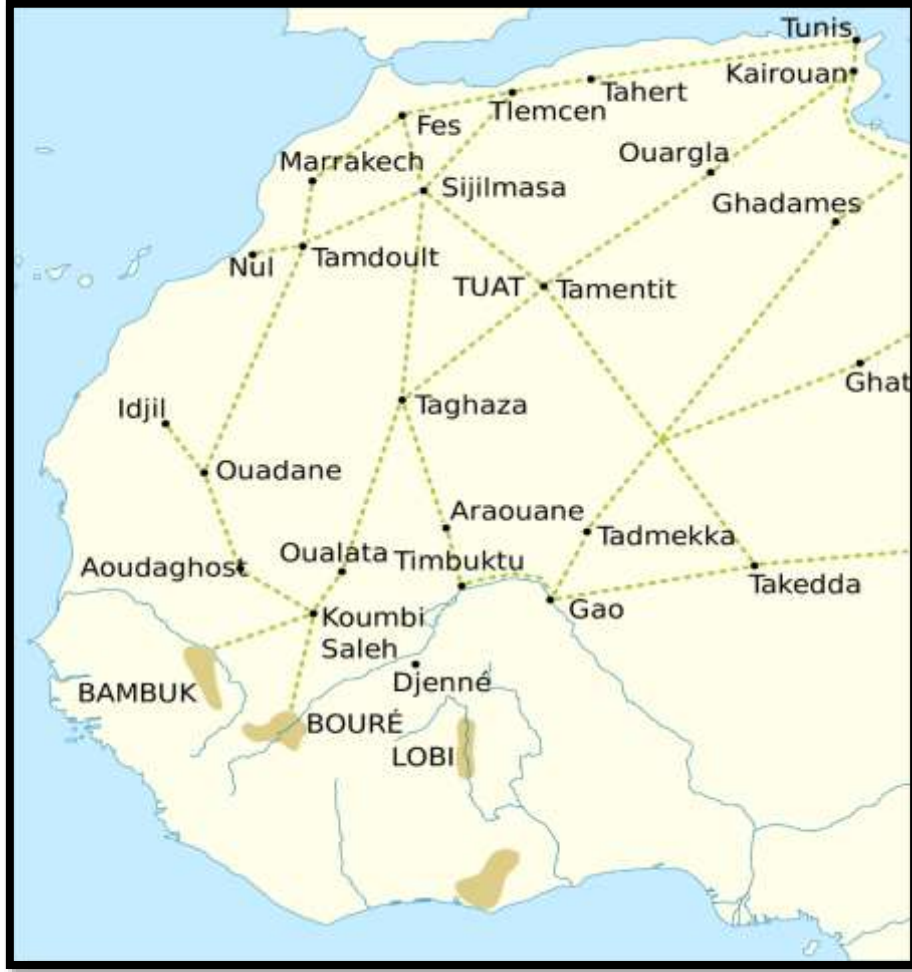 Tunis
Kairouan
Tahert
Tlemcen
Fes
Ouargla
Marrakech
Sijilmasa
Ghadames
Nul
Tamdoult
TUAT
Tamentit
Ghat
Idjil
Taghaza
Ouadane
Araouane
Tadmekka
Oualata
Timbuktu
Aoudaghost
Takedda
Gao
Koumbi
Saleh
Djenné
BAMBUK
BOURÉ
LOBI